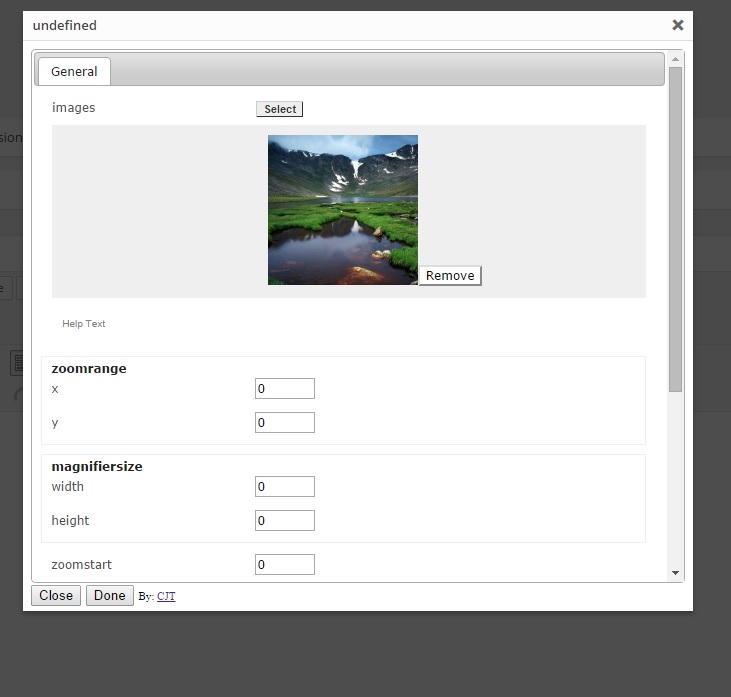 undefined
General
images Select
Remove
Help Text
zoomrange
x 0
y 0
magnifiersize
width 0
height 0
zoomstart 0
Close Done By: CJT
sion
e